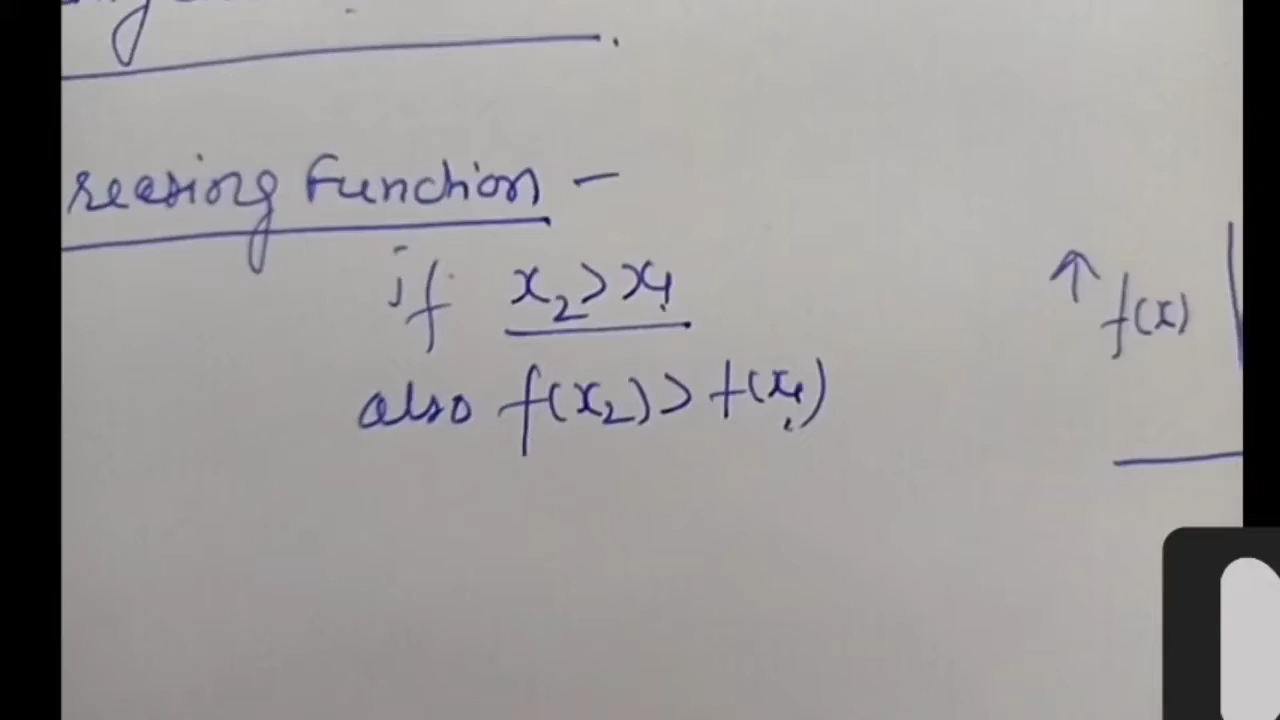 reasing Function -
if x₂>x₁
also f(x₂)> f(x₁)
↑ f(x)